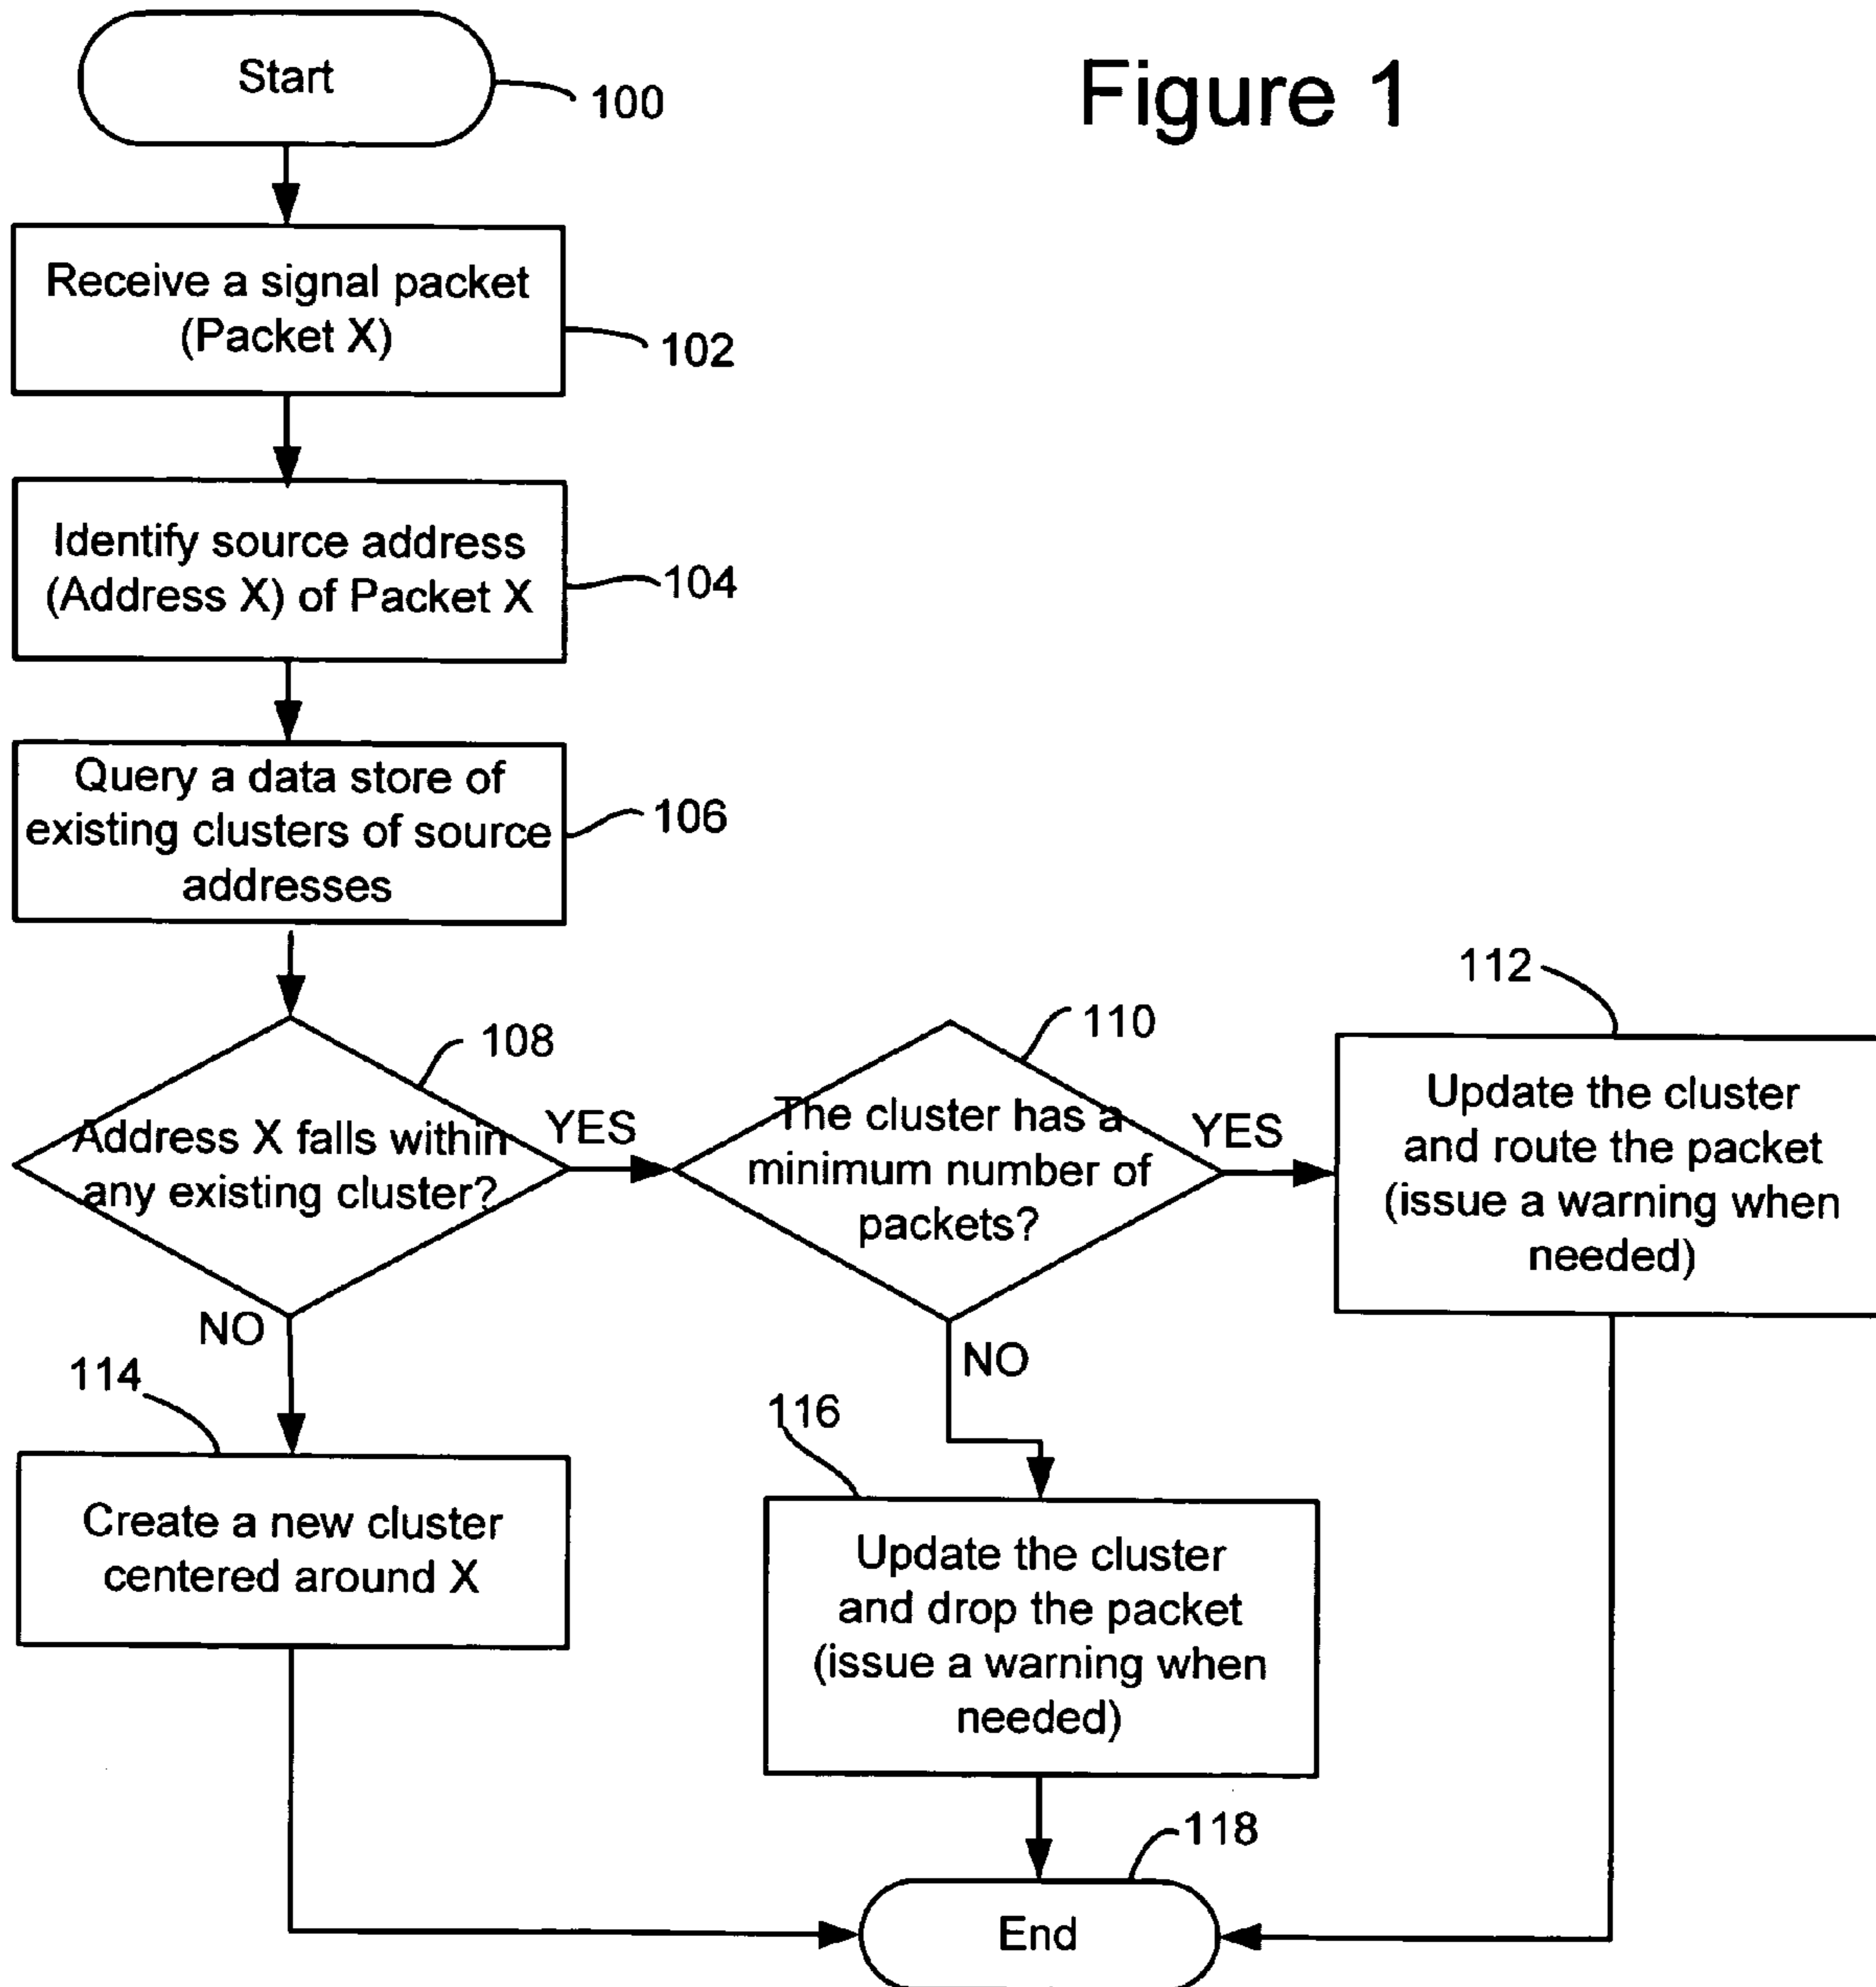 Figure 1
Start
100
Receive a signal packet
(Packet X)
102
Identify source address
(Address X) of Packet X
104
Query a data store of
existing clusters of source
addresses
106
108
Address X falls within
any existing cluster?
YES
NO
110
The cluster has a
minimum number of
packets?
YES
NO
112
Update the cluster
and route the packet
(issue a warning when
needed)
114
Create a new cluster
centered around X
116
Update the cluster
and drop the packet
(issue a warning when
needed)
118
End